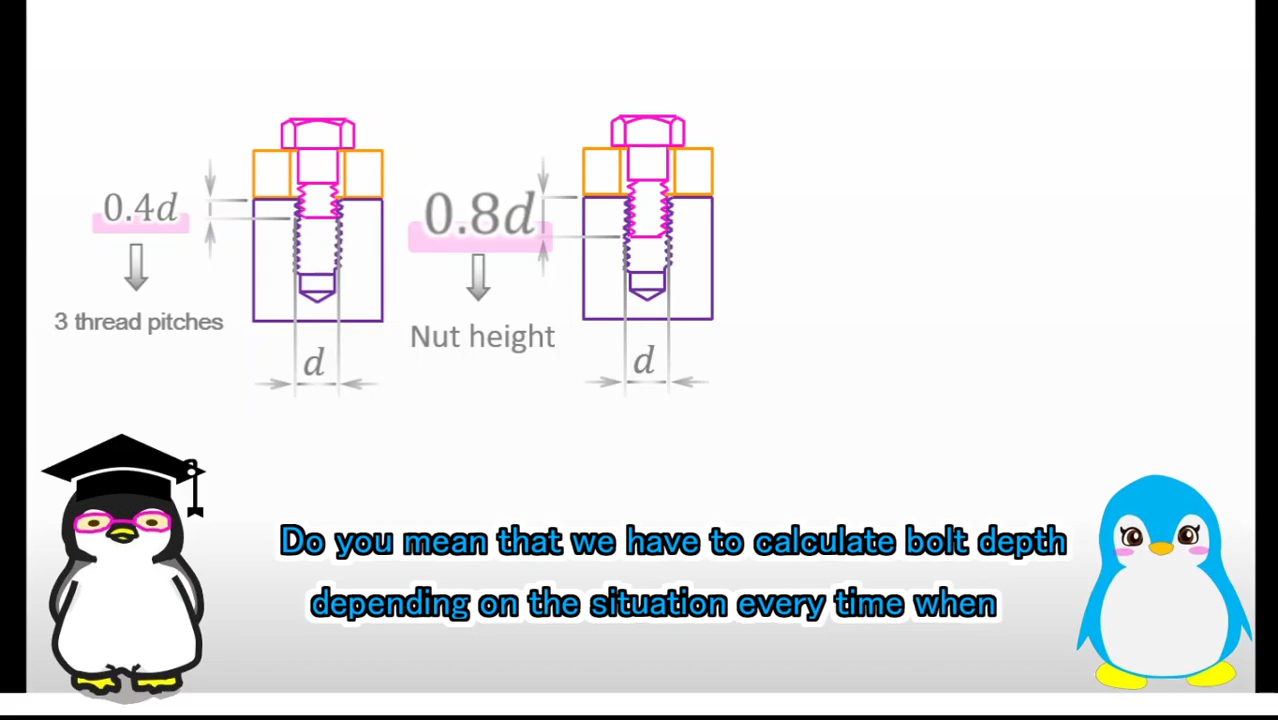 0.4d
3 thread pitches
d
0.8d
Nut height
d
Do you mean that we have to calculate bolt depth
depending on the situation every time when